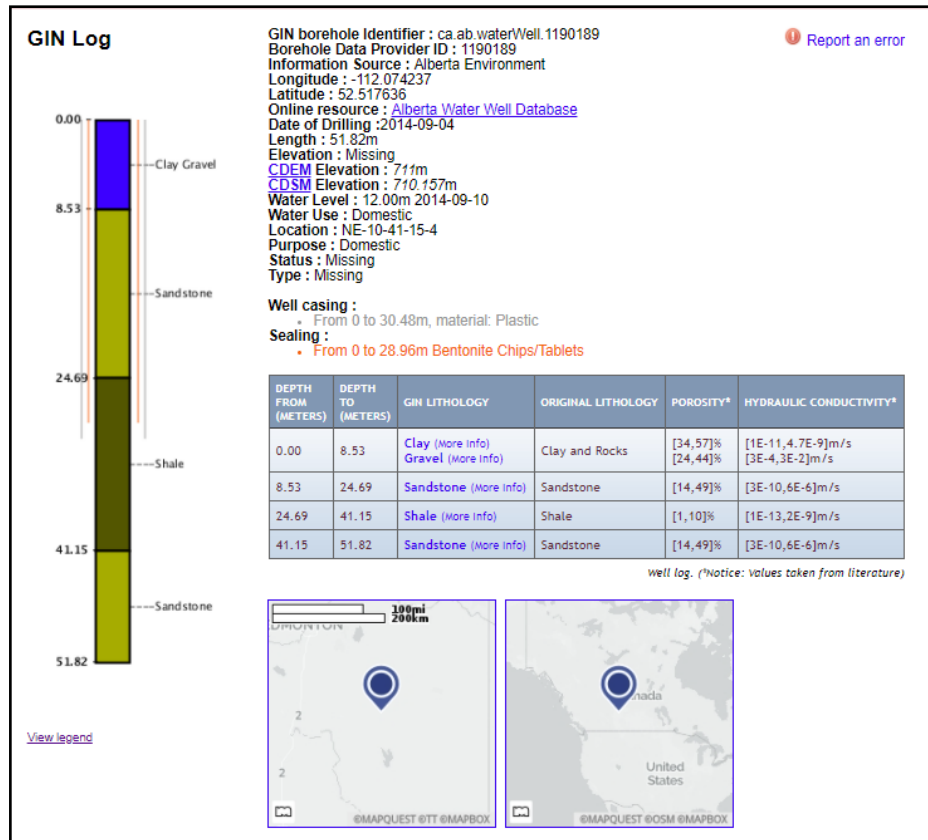 GIN Log
0.00
Clay Gravel
8.53
Sandstone
24.69
Shale
41.15
Sandstone
51.82
View legend
GIN borehole Identifier : ca.ab.waterWell.1190189
Borehole Data Provider ID : 1190189
Information Source : Alberta Environment
Longitude : -112.074237
Latitude : 52.517636
Online resource : Alberta Water Well Database
Date of Drilling :2014-09-04
Length : 51.82m
Elevation : Missing
CDEM Elevation : 711m
CDSM Elevation : 710.157m
Water Level : 12.00m 2014-09-10
Water Use : Domestic
Location : NE-10-41-15-4
Purpose : Domestic
Status : Missing
Type : Missing
Report an error
Well casing :
From 0 to 30.48m, material: Plastic
Sealing :
From 0 to 28.96m Bentonite Chips/Tablets
DEPTH FROM (METERS) DEPTH TO (METERS) GIN LITHOLOGY ORIGINAL LITHOLOGY POROSITY* HYDRAULIC CONDUCTIVITY*
0.00 8.53 Clay (More Info) Clay and Rocks [34,57]% [1E-11,4.7E-9]m/s
Gravel (More Info) [24,44]% [3E-4,3E-2]m/s
8.53 24.69 Sandstone (More Info) Sandstone [14,49]% [3E-10,6E-6]m/s
24.69 41.15 Shale (More Info) Shale [1,10]% [1E-13,2E-9]m/s
41.15 51.82 Sandstone (More Info) Sandstone [14,49]% [3E-10,6E-6]m/s
Well log. (*Notice: Values taken from literature)
100mi
200km
DMONTON
2
2
©MAPQUEST ©TT ©MAPBOX
nada
United
States
©MAPQUEST ©OSM ©MAPBOX